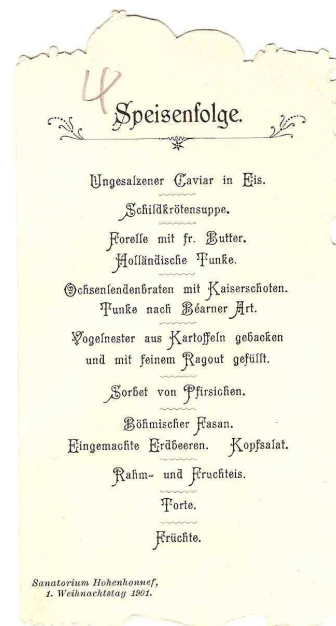 4
Speisenfolge.
Ungesalzener Caviar in Eis.
Schildkrötensuppe.
Forelle mit fr. Butter.
Holländische Tunke.
Ochsenlendenbraten mit Kaiserschoten.
Tunke nach Béarner Art.
Vogelnester aus Kartoffeln gebacken
und mit feinem Ragout gefüllt.
Sorbet von Pfirsichen.
Böhmischer Fasan.
Eingemachte Erdbeeren. Kopfsalat.
Rahm- und Fruchteis.
Torte.
Früchte.
Sanatorium Hohenhonnef,
1. Weihnachtstag 1901.